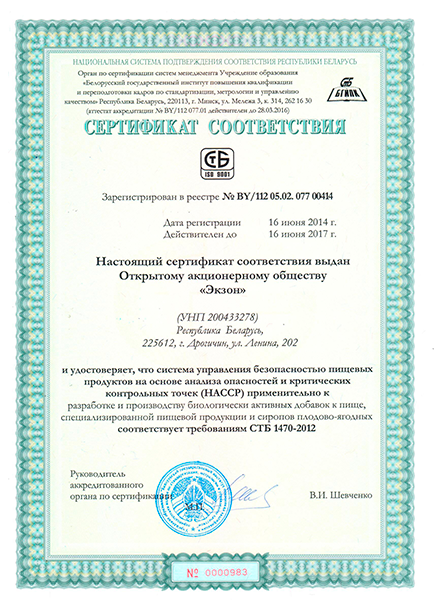 НАЦИОНАЛЬНАЯ СИСТЕМА ПОДТВЕРЖДЕНИЯ СООТВЕТСТВИЯ РЕСПУБЛИКИ БЕЛАРУСЬ
Орган по сертификации систем менеджмента Учреждение образования
«Белорусский государственный институт повышения квалификации
и переподготовки кадров по стандартизации, метрологии и управлению
качеством» Республика Беларусь, 220113, г. Минск, ул. Мележа 3, к. 314, 262 16 30
(аттестат аккредитации № BY/112 077.01 действителен до 28.03.2016)
БГИПК
СЕРТИФИКАТ СООТВЕТСТВИЯ
СТБ
ISO 9001
Зарегистрирован в реестре № BY/112 05.02. 077 00414
Дата регистрации 16 июня 2014 г.
Действителен до 16 июня 2017 г.
Настоящий сертификат соответствия выдан
Открытому акционерному обществу
«Экзон»
(УНП 200433278)
Республика Беларусь,
225612, г. Дрогичин, ул. Ленина, 202
и удостоверяет, что система управления безопасностью пищевых
продуктов на основе анализа опасностей и критических
контрольных точек (НАССР) применительно к
разработке и производству биологически активных добавок к пище,
специализированной пищевой продукции и сиропов плодово-ягодных
соответствует требованиям СТБ 1470-2012
Руководитель
аккредитованного
органа по сертификации
М.П.
В.И. Шевченко
№ 0000983